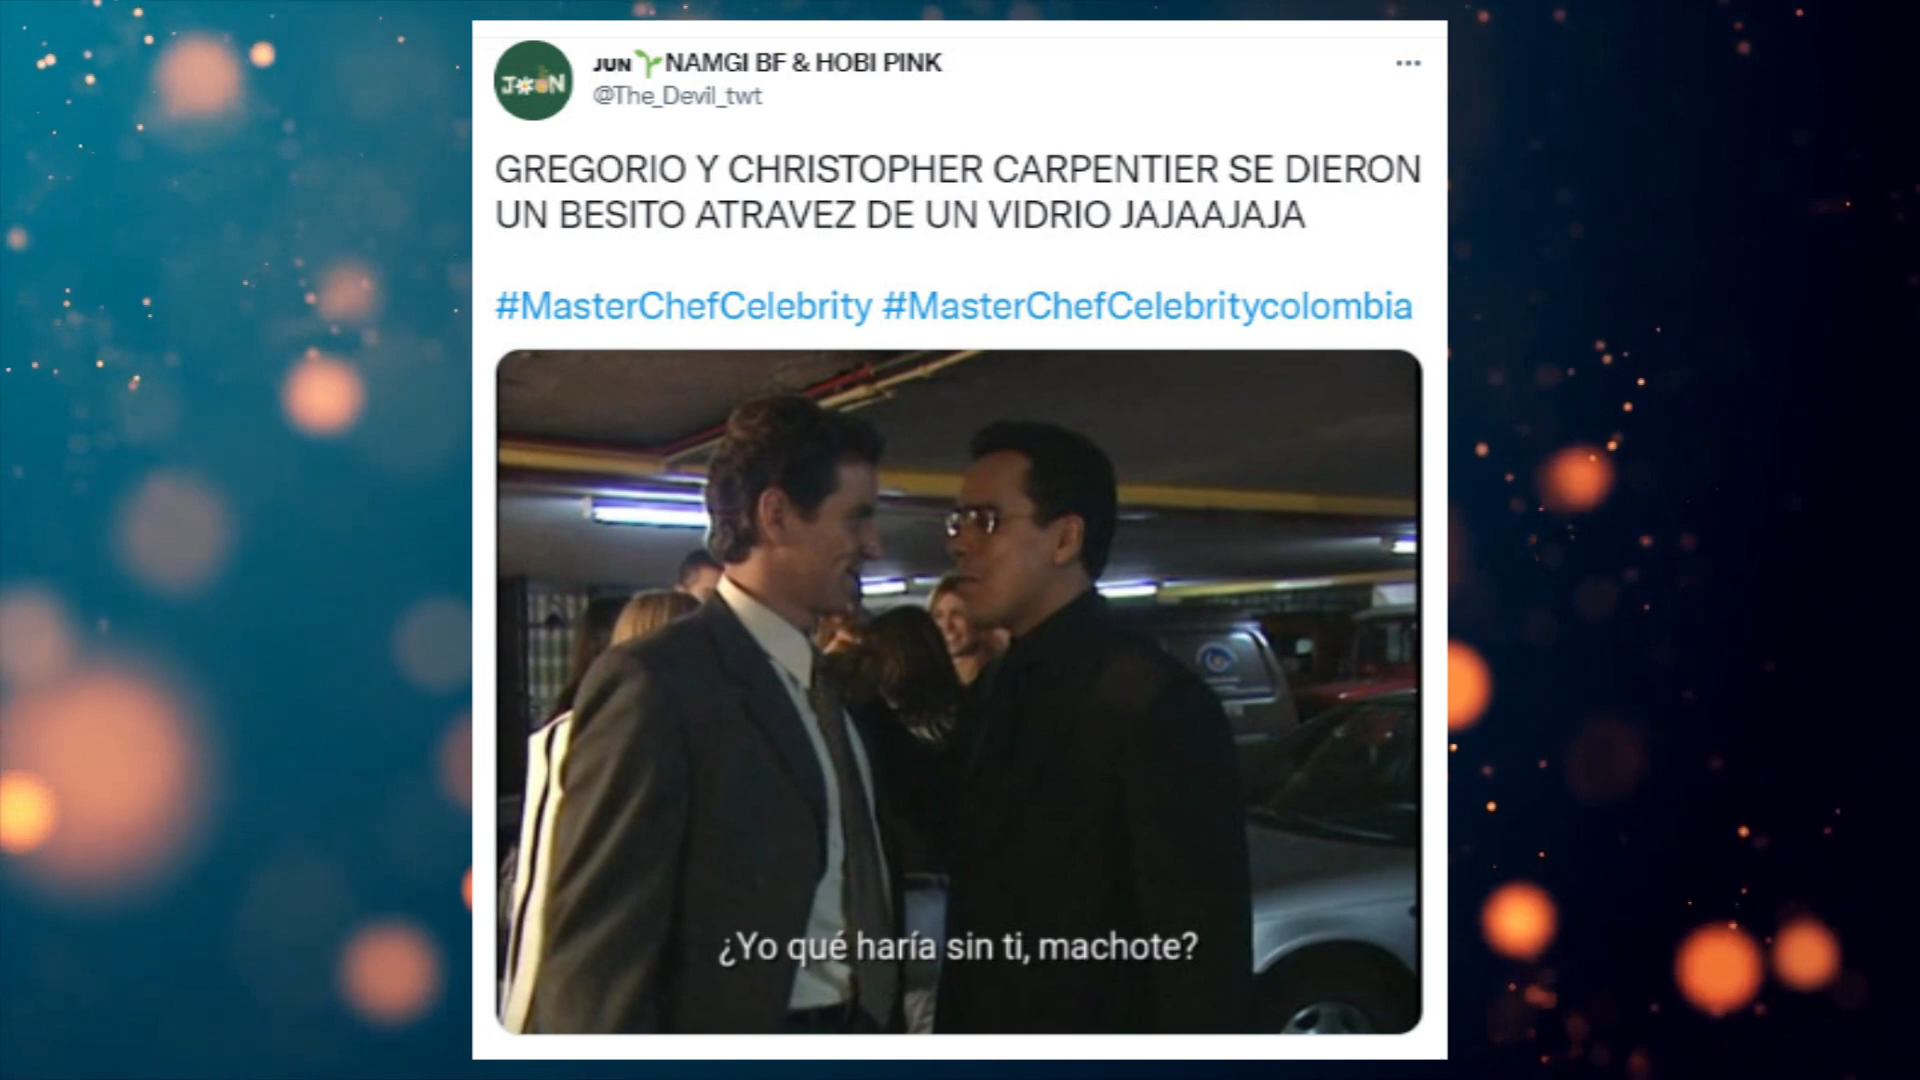 JUN NAMGI BF & HOBI PINK
@The_Devil_twt
JOON
GREGORIO Y CHRISTOPHER CARPENTIER SE DIERON
UN BESITO ATRAVEZ DE UN VIDRIO JAJAAJAJA
#MasterChefCelebrity #MasterChefCelebritycolombia
¿Yo qué haría sin ti, machote?